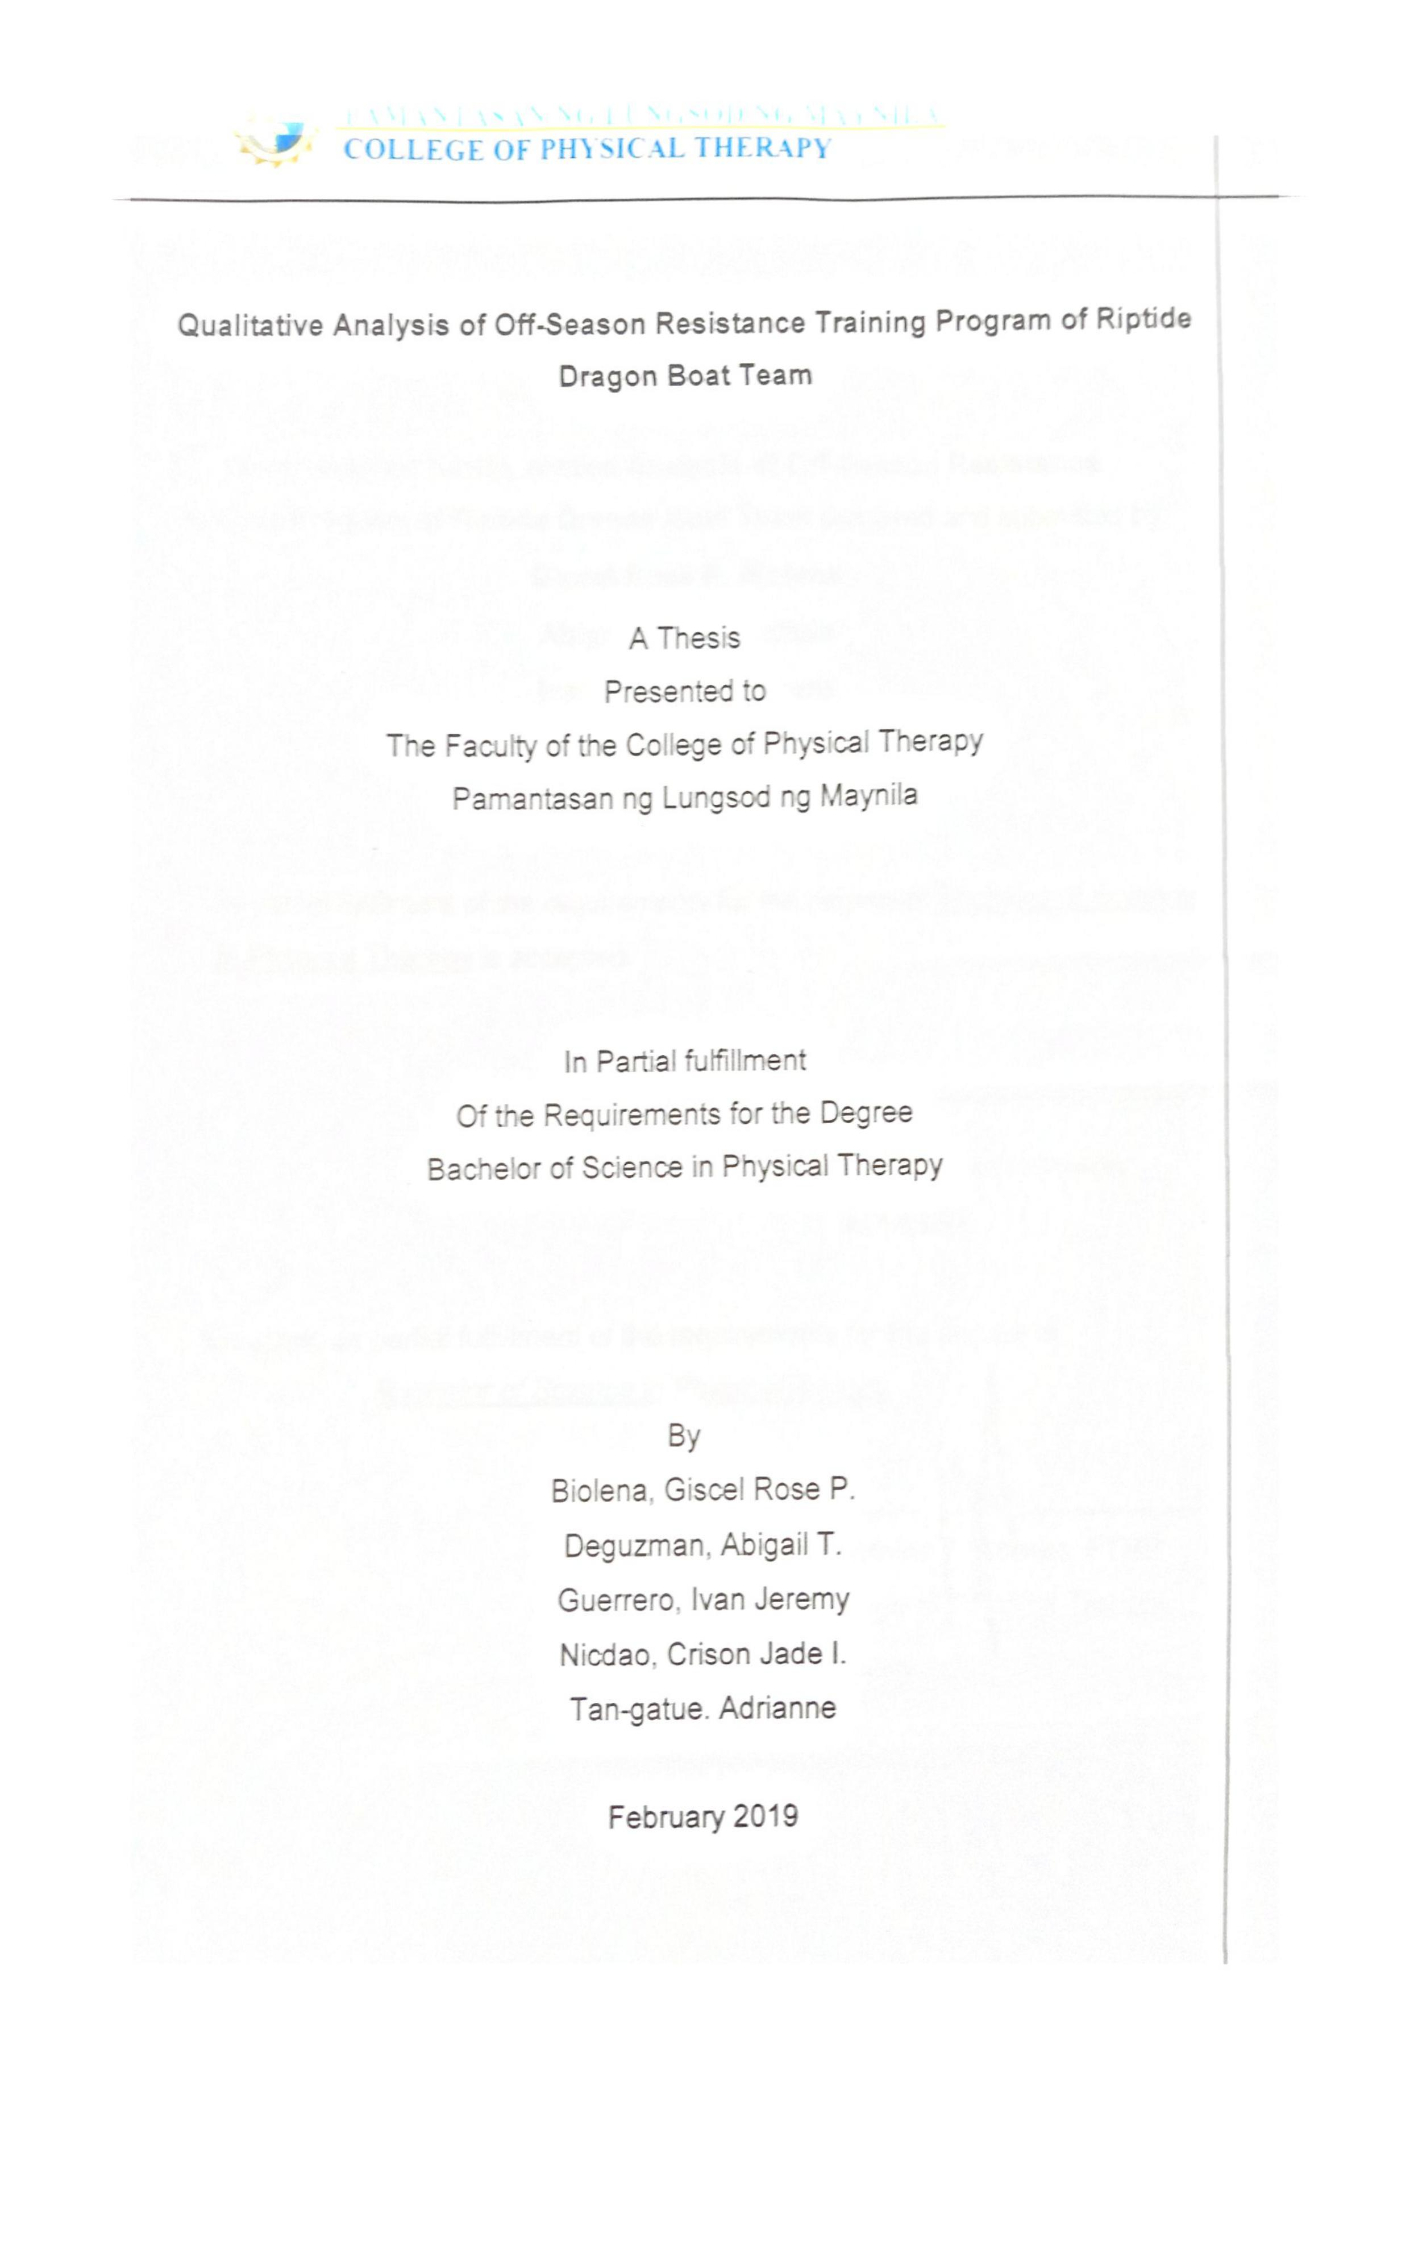 PAMANTASAN NG LUNGSOD NG MAYNILA
COLLEGE OF PHYSICAL THERAPY
Qualitative Analysis of Off-Season Resistance Training Program of Riptide
Dragon Boat Team
A Thesis
Presented to
The Faculty of the College of Physical Therapy
Pamantasan ng Lungsod ng Maynila
In Partial fulfillment
Of the Requirements for the Degree
Bachelor of Science in Physical Therapy
By
Biolena, Giscel Rose P.
Deguzman, Abigail T.
Guerrero, Ivan Jeremy
Nicdao, Crison Jade I.
Tan-gatue. Adrianne
February 2019